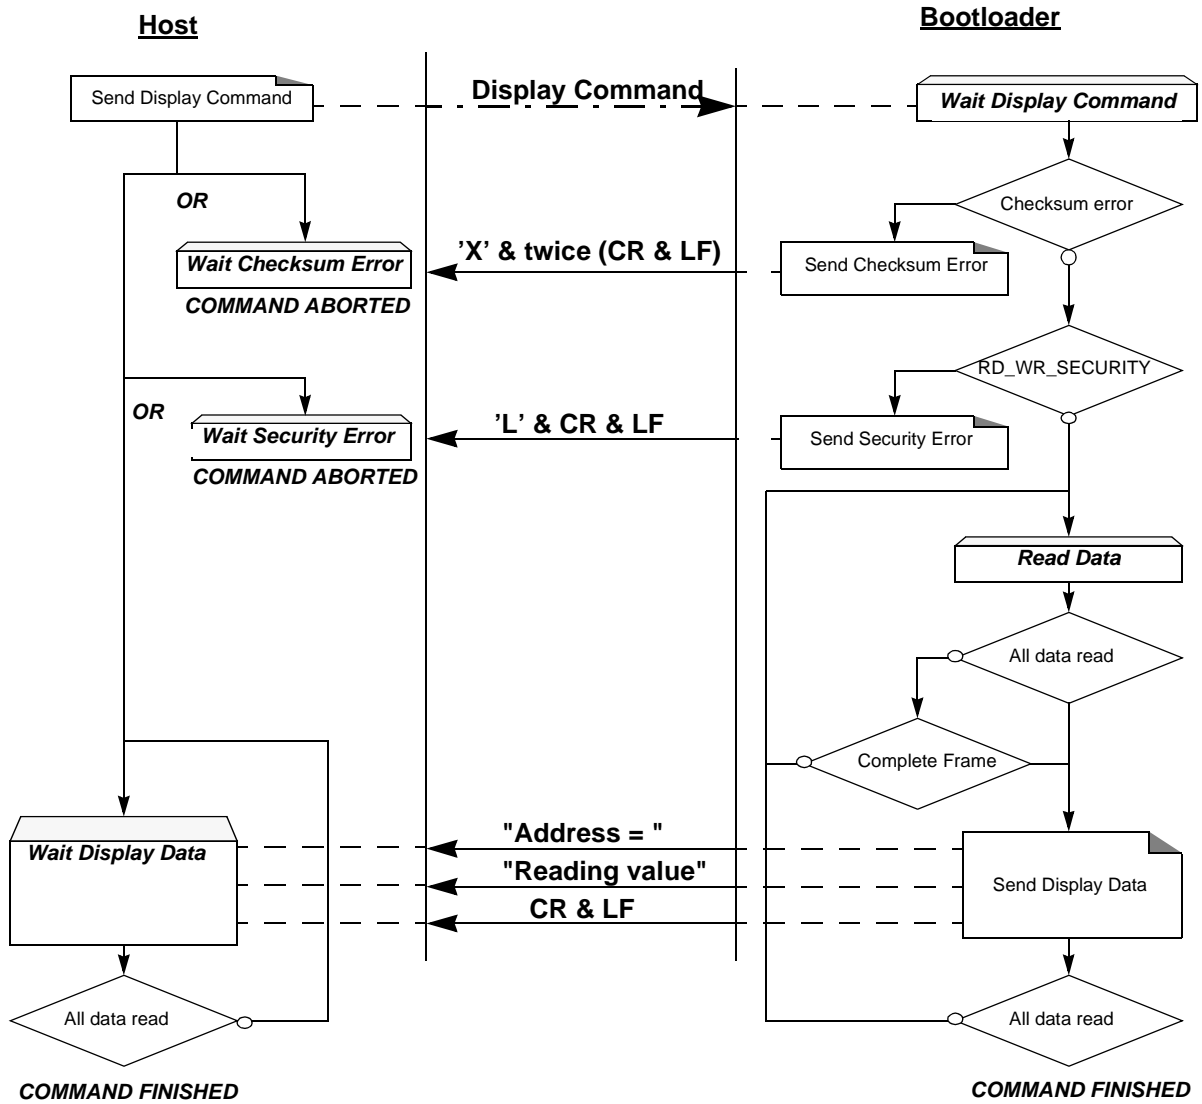 Host
Bootloader
Send Display Command
Display Command
Wait Display Command
OR
Checksum error
Wait Checksum Error
’X’ & twice (CR & LF)
Send Checksum Error
COMMAND ABORTED
RD_WR_SECURITY
OR
Wait Security Error
’L’ & CR & LF
Send Security Error
COMMAND ABORTED
Read Data
All data read
Complete Frame
"Address = "
Wait Display Data
"Reading value"
Send Display Data
CR & LF
All data read
All data read
COMMAND FINISHED
COMMAND FINISHED